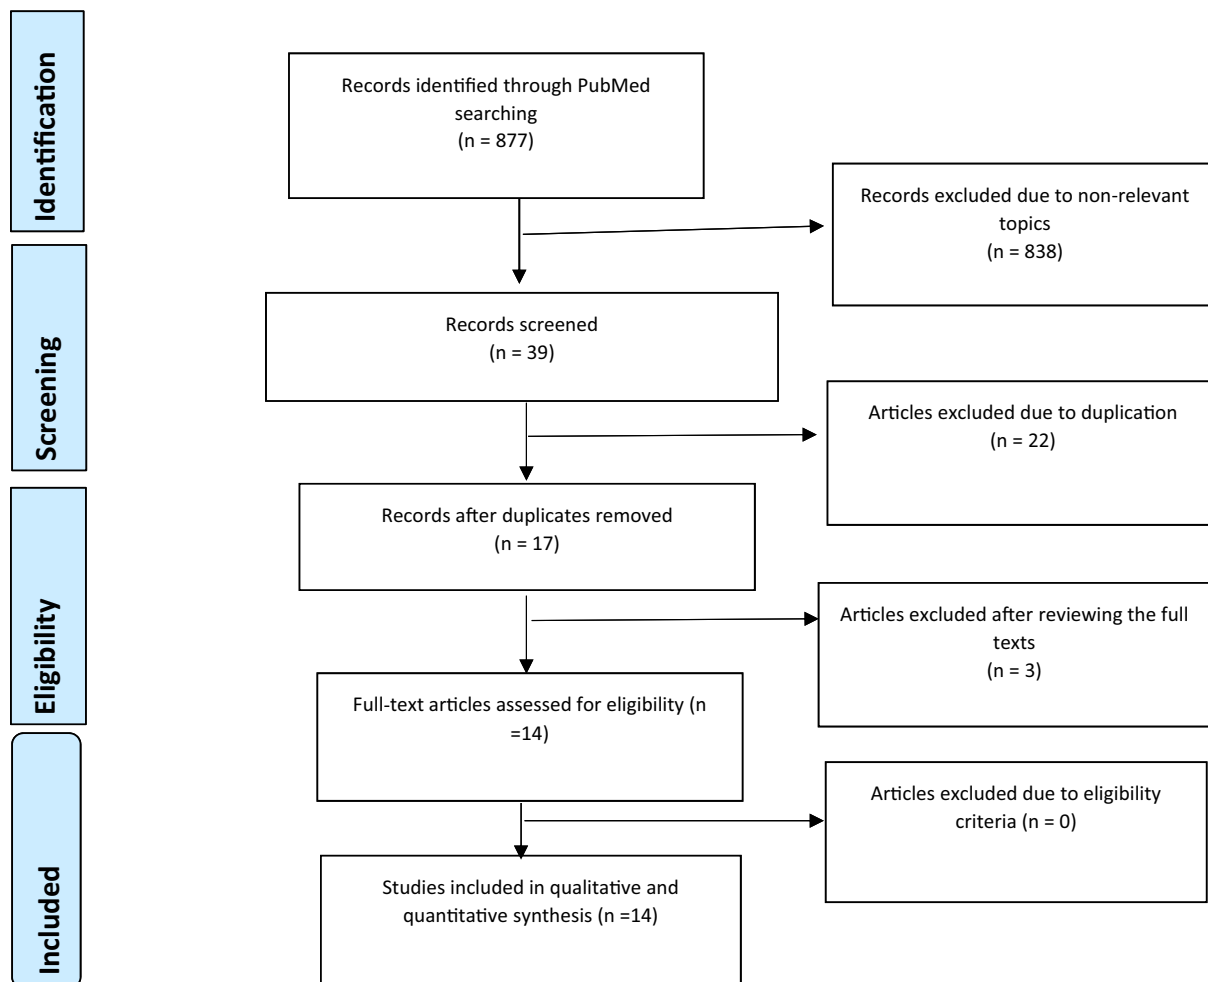 Identification
Records identified through PubMed
searching
(n = 877)
Records excluded due to non-relevant
topics
(n = 838)
Screening
Records screened
(n = 39)
Articles excluded due to duplication
(n = 22)
Eligibility
Records after duplicates removed
(n = 17)
Articles excluded after reviewing the full
texts
(n = 3)
Full-text articles assessed for eligibility (n
=14)
Included
Articles excluded due to eligibility
criteria (n = 0)
Studies included in qualitative and
quantitative synthesis (n =14)